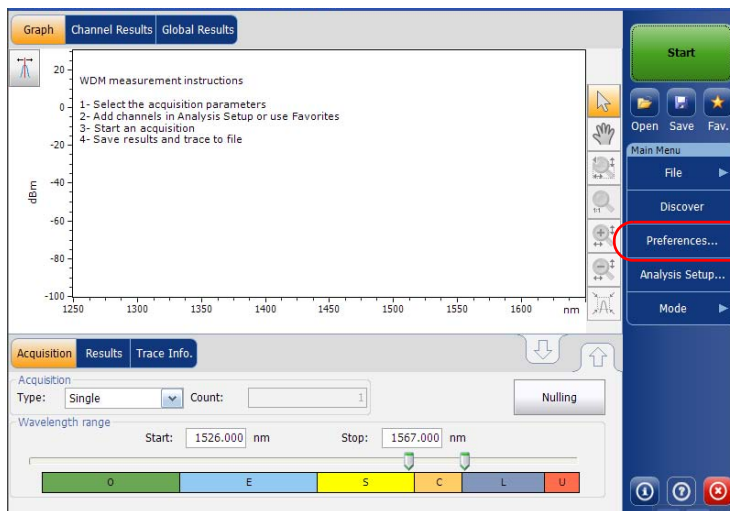 Graph Channel Results Global Results
Start
20
WDM measurement instructions
0
1- Select the acquisition parameters
2- Add channels in Analysis Setup or use Favorites
3- Start an acquisition
4- Save results and trace to file
-20
-40
-60
-80
-100
dBm
1250 1300 1350 1400 1450 1500 1550 1600 nm
1:1
Open Save Fav.
Main Menu
File
Discover
Preferences...
Analysis Setup...
Mode
Acquisition Results Trace Info.
Acquisition
Type: Single Count: 1
Nulling
Wavelength range
Start: 1526.000 nm Stop: 1567.000 nm
O E S C L U